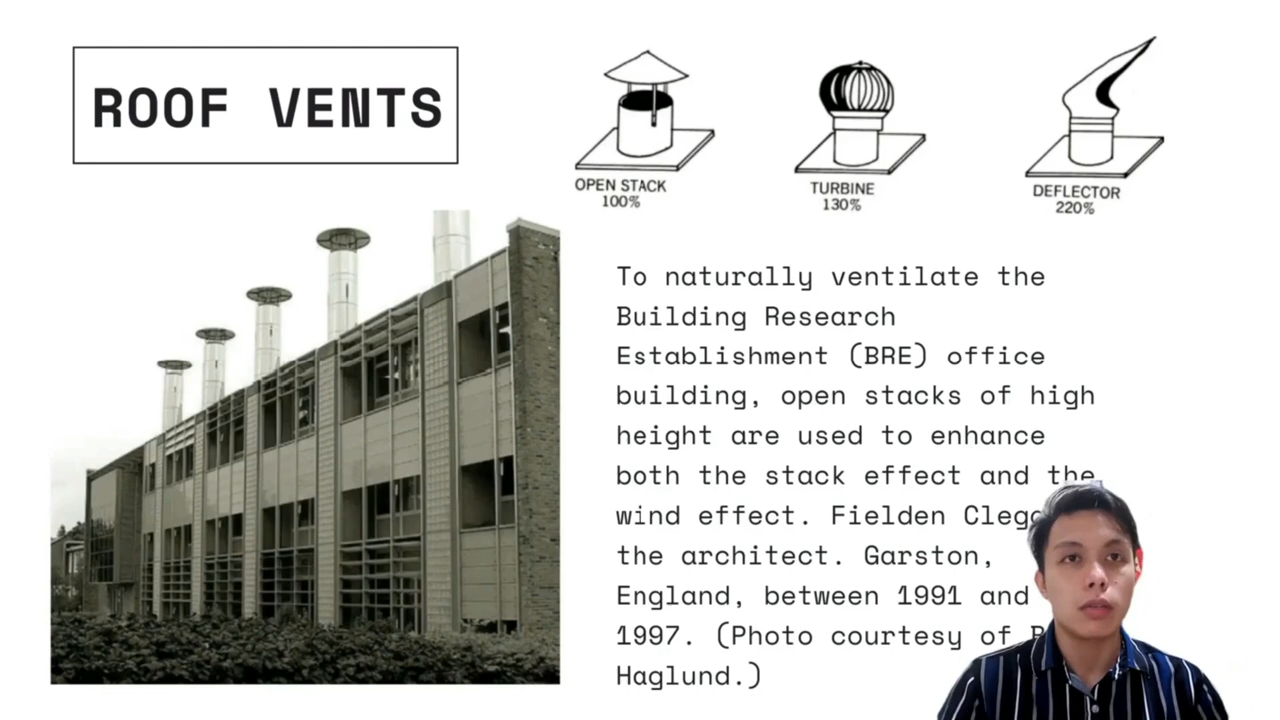 ROOF VENTS
OPEN STACK
100%
TURBINE
130%
DEFLECTOR
220%
To naturally ventilate the
Building Research
Establishment (BRE) office
building, open stacks of high
height are used to enhance
both the stack effect and the
wind effect. Fielden
the architect. Garston,
England, between 1991 and
1997. (Photo courtesy of
Haglund.)